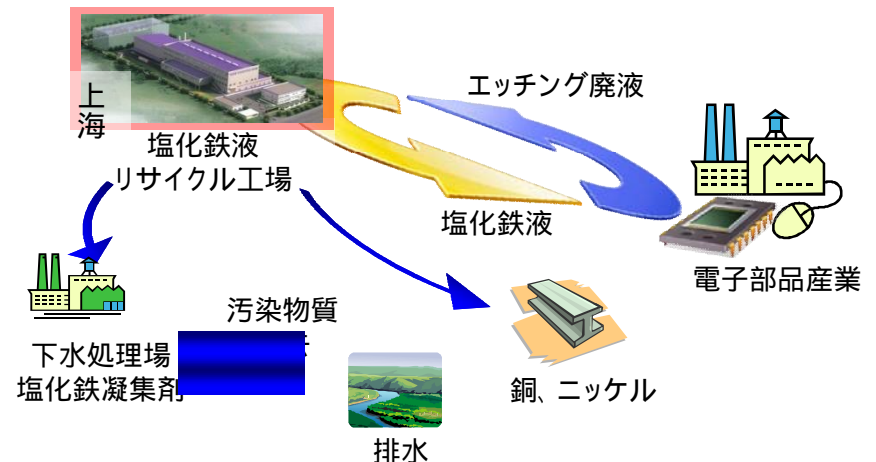 上海
塩化鉄液
リサイクル工場
エッチング廃液
塩化鉄液
電子部品産業
汚染物質
下水処理場
塩化鉄凝集剤
銅、ニッケル
排水